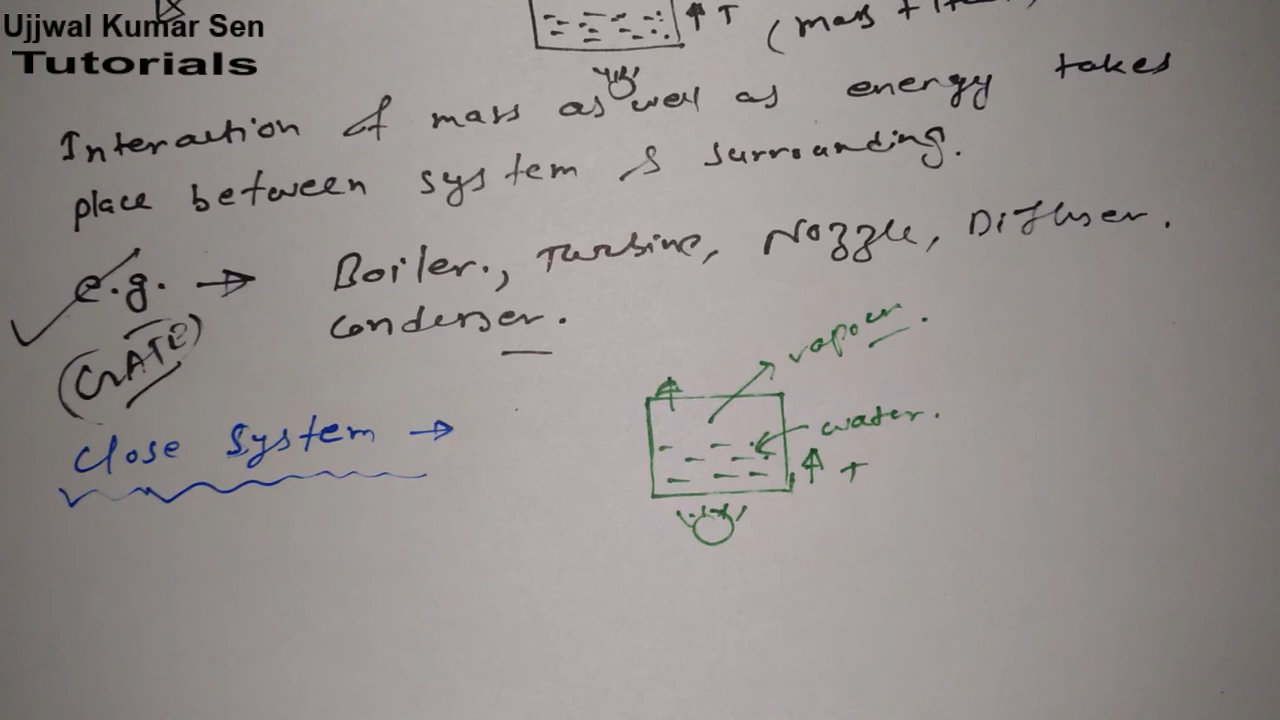 Ujjwal Kumar Sen
Tutorials
↑ T (mass +
Interaction of mass as well as energy takes
place between system & surrounding.
e.g. → Boiler., Turbine, Nozzle, Diffuser.
condenser.
(GATE)
vapour.
water.
↑ T
Close System →